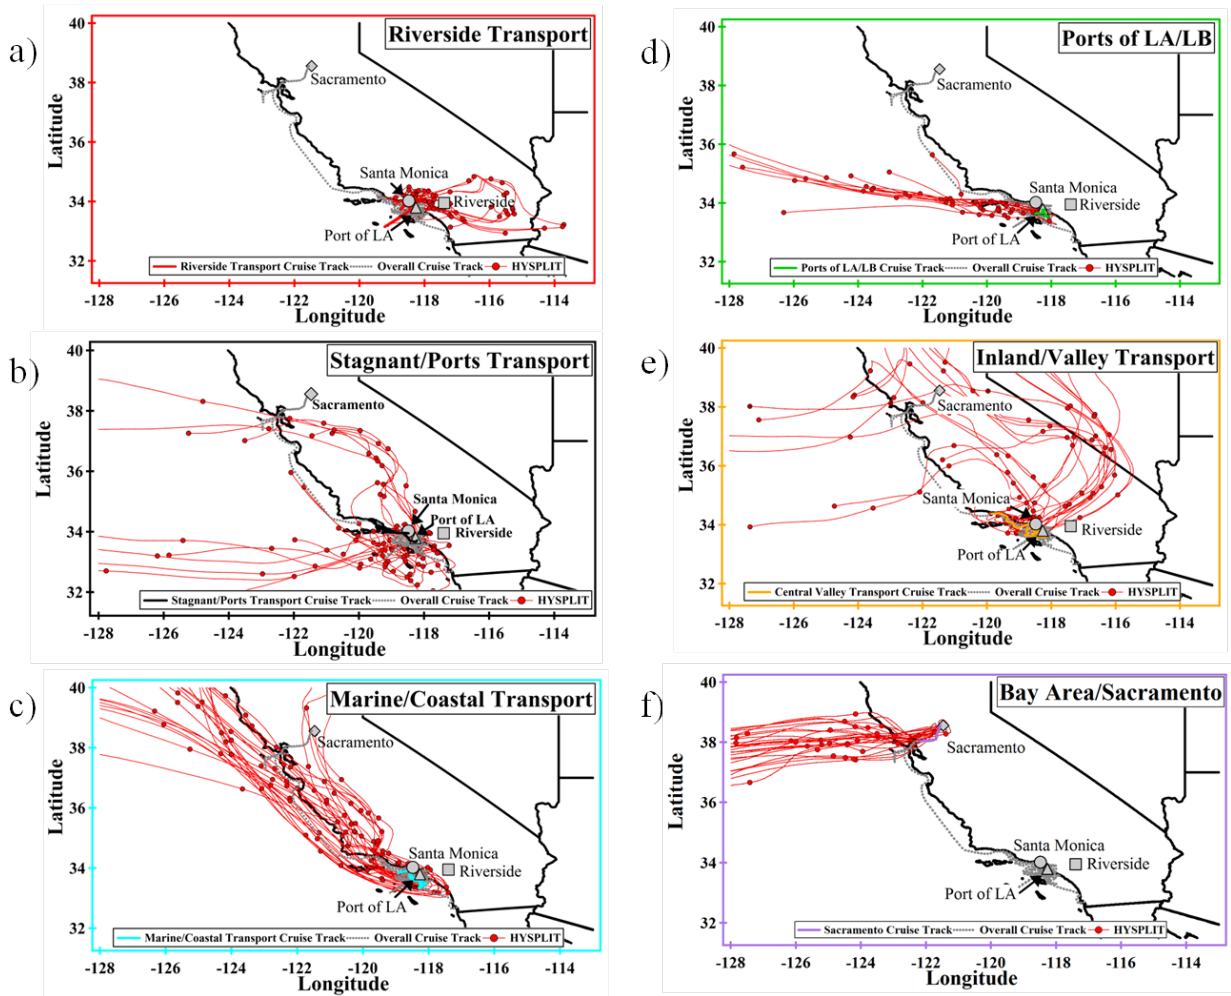 a)
Riverside Transport
40
38
36
34
32
Latitude
Sacramento
Santa Monica
Riverside
Port of LA
Riverside Transport Cruise Track Overall Cruise Track HYSPLIT
-128 -126 -124 -122 -120 -118 -116 -114
Longitude
d)
Ports of LA/LB
40
38
36
34
32
Latitude
Sacramento
Santa Monica
Riverside
Port of LA
Ports of LA/LB Cruise Track Overall Cruise Track HYSPLIT
-128 -126 -124 -122 -120 -118 -116 -114
Longitude
b)
Stagnant/Ports Transport
40
38
36
34
32
Latitude
Sacramento
Santa Monica
Port of LA
Riverside
Stagnant/Ports Transport Cruise Track Overall Cruise Track HYSPLIT
-128 -126 -124 -122 -120 -118 -116 -114
Longitude
e)
Inland/Valley Transport
40
38
36
34
32
Latitude
Sacramento
Santa Monica
Riverside
Port of LA
Central Valley Transport Cruise Track Overall Cruise Track HYSPLIT
-128 -126 -124 -122 -120 -118 -116 -114
Longitude
c)
Marine/Coastal Transport
40
38
36
34
32
Latitude
Sacramento
Santa Monica
Riverside
Port of LA
Marine/Coastal Transport Cruise Track Overall Cruise Track HYSPLIT
-128 -126 -124 -122 -120 -118 -116 -114
Longitude
f)
Bay Area/Sacramento
40
38
36
34
32
Latitude
Sacramento
Santa Monica
Riverside
Port of LA
Sacramento Cruise Track Overall Cruise Track HYSPLIT
-128 -126 -124 -122 -120 -118 -116 -114
Longitude